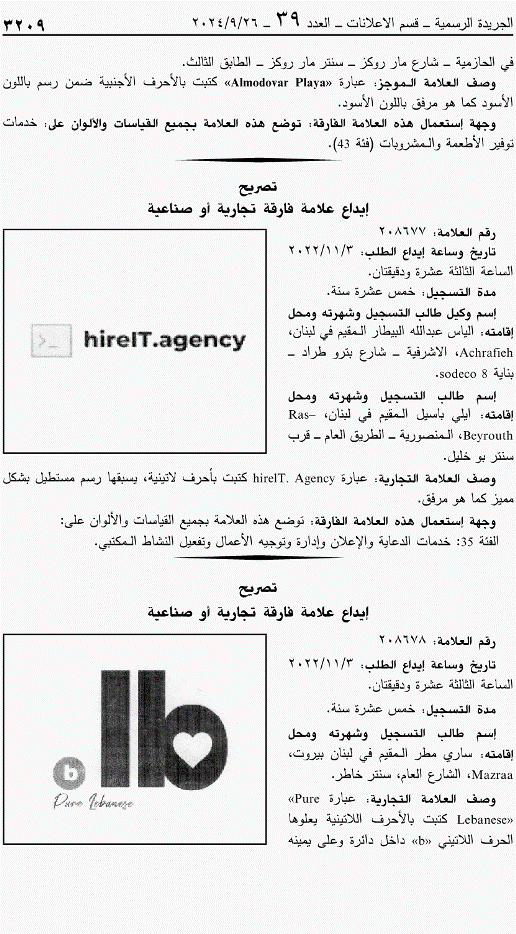 الجريدة الرسمية – قسم الاعلانات – العدد ٣٩ – ٢٠٢٤/٩/٢٦
٣٢٠٩
في الحازمية – شارع مار روكز – سنتر مار روكز – الطابق الثالث.
وصف العلامة الموجز: عبارة «Almodovar Playa» كتبت بالأحرف الأجنبية ضمن رسم باللون
الأسود كما هو مرفق باللون الأسود.
وجهة إستعمال هذه العلامة الفارقة: توضع هذه العلامة بجميع القياسات والألوان على: خدمات
توفير الأطعمة والمشروبات (فئة 43).
تصريح
إيداع علامة فارقة تجارية أو صناعية
رقم العلامة: ٢٠٨٦٧٧
تاريخ وساعة إيداع الطلب: ٢٠٢٢/١١/٣
الساعة الثالثة عشرة ودقيقتان.
مدة التسجيل: خمس عشرة سنة.
إسم وكيل طالب التسجيل وشهرته ومحل
إقامته: الياس عبدالله البيطار المقيم في لبنان،
Achrafieh، الاشرفية – شارع بترو طراد –
بناية sodeco 8.
إسم طالب التسجيل وشهرته ومحل
إقامته: ايلي باسيل المقيم في لبنان، Ras–
Beyrouth، المنصورية – الطريق العام – قرب
سنتر بو خليل.
>_ hireIT.agency
وصف العلامة التجارية: عبارة hireIT. Agency كتبت بأحرف لاتينية، يسبقها رسم مستطيل بشكل
مميز كما هو مرفق.
وجهة إستعمال هذه العلامة الفارقة: توضع هذه العلامة بجميع القياسات والألوان على:
الفئة 35: خدمات الدعاية والإعلان وإدارة وتوجيه الأعمال وتفعيل النشاط المكتبي.
تصريح
إيداع علامة فارقة تجارية أو صناعية
رقم العلامة: ٢٠٨٦٧٨
تاريخ وساعة إيداع الطلب: ٢٠٢٢/١١/٣
الساعة الثالثة عشرة ودقيقتان.
مدة التسجيل: خمس عشرة سنة.
إسم طالب التسجيل وشهرته ومحل
إقامته: ساري مطر المقيم في لبنان بيروت،
Mazraa، الشارع العام، سنتر خاطر.
وصف العلامة التجارية: عبارة «Pure
Lebanese» كتبت بالأحرف اللاتينية يعلوها
الحرف اللاتيني «b» داخل دائرة وعلى يمينه
lb
b
Pure Lebanese